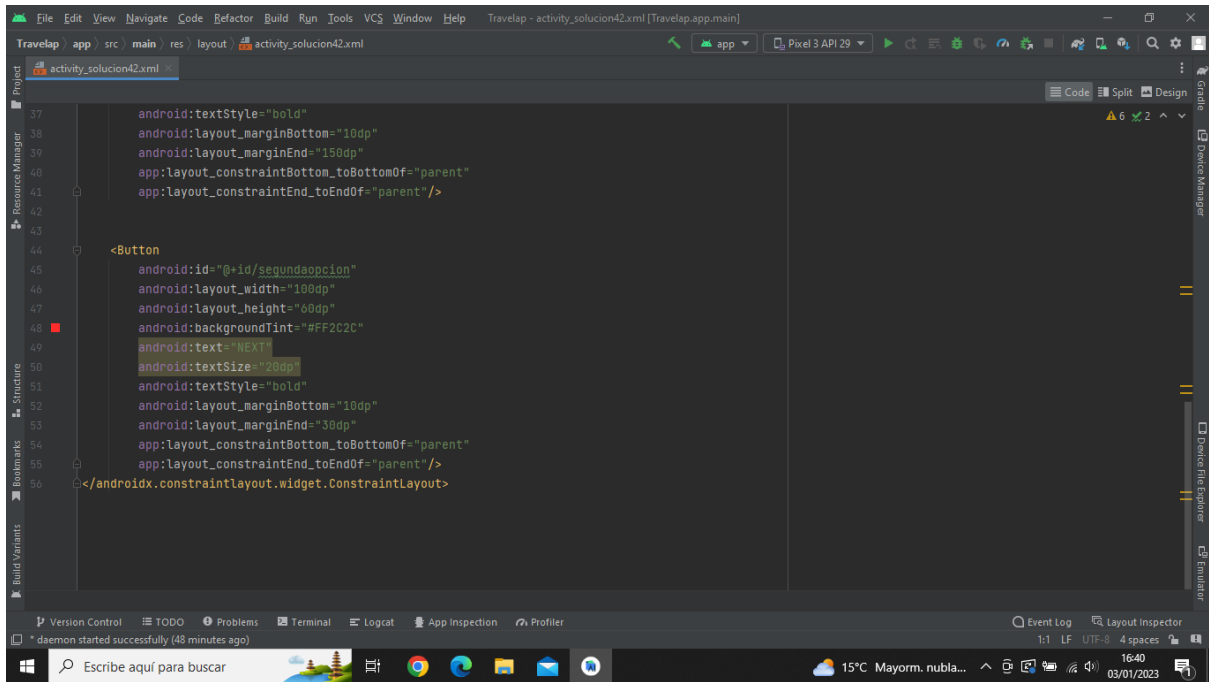 File Edit View Navigate Code Refactor Build Run Tools VCS Window Help Travelap - activity_solucion42.xml [Travelap.app.main]
Travelap app src main res layout activity_solucion42.xml app Pixel 3 API 29
activity_solucion42.xml
Code Split Design
6 2
37 android:textStyle="bold"
38 android:layout_marginBottom="10dp"
39 android:layout_marginEnd="150dp"
40 app:layout_constraintBottom_toBottomOf="parent"
41 app:layout_constraintEnd_toEndOf="parent"/>
42
43
44 <Button
45 android:id="@+id/segundaopcion"
46 android:layout_width="100dp"
47 android:layout_height="60dp"
48 android:backgroundTint="#FF2C2C"
49 android:text="NEXT"
50 android:textSize="20dp"
51 android:textStyle="bold"
52 android:layout_marginBottom="10dp"
53 android:layout_marginEnd="30dp"
54 app:layout_constraintBottom_toBottomOf="parent"
55 app:layout_constraintEnd_toEndOf="parent"/>
56 </androidx.constraintlayout.widget.ConstraintLayout>
Project
Resource Manager
Structure
Bookmarks
Build Variants
Gradle
Device Manager
Device File Explorer
Emulator
Version Control TODO Problems Terminal Logcat App Inspection Profiler Event Log Layout Inspector
* daemon started successfully (48 minutes ago) 1:1 LF UTF-8 4 spaces
Escribe aquí para buscar 15°C Mayorm. nubla... 16:40
03/01/2023
1